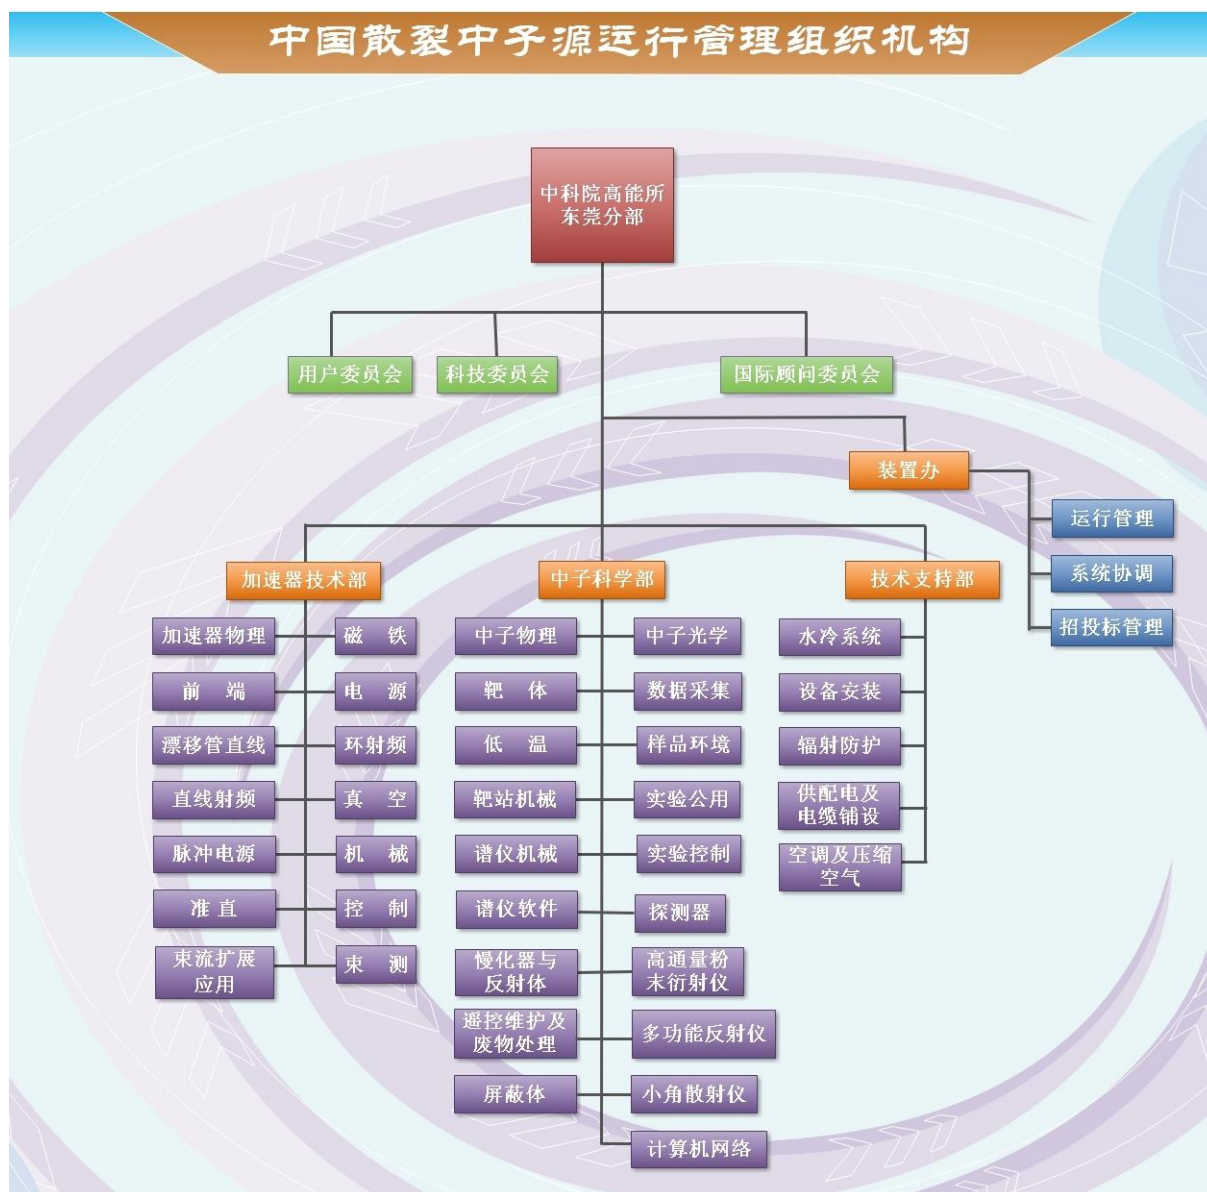 中国散裂中子源运行管理组织机构
中科院高能所
东莞分部
用户委员会
科技委员会
国际顾问委员会
装置办
运行管理
系统协调
招投标管理
加速器技术部
中子科学部
技术支持部
加速器物理
磁 铁
前 端
电 源
漂移管直线
环射频
直线射频
真 空
脉冲电源
机 械
准 直
控 制
束流扩展
应用
束 测
中子物理
中子光学
靶 体
数据采集
低 温
样品环境
靶站机械
实验公用
谱仪机械
实验控制
谱仪软件
探测器
慢化器与
反射体
高通量粉
末衍射仪
遥控维护及
废物处理
多功能反射仪
屏蔽体
小角散射仪
计算机网络
水冷系统
设备安装
辐射防护
供配电及
电缆铺设
空调及压缩
空气